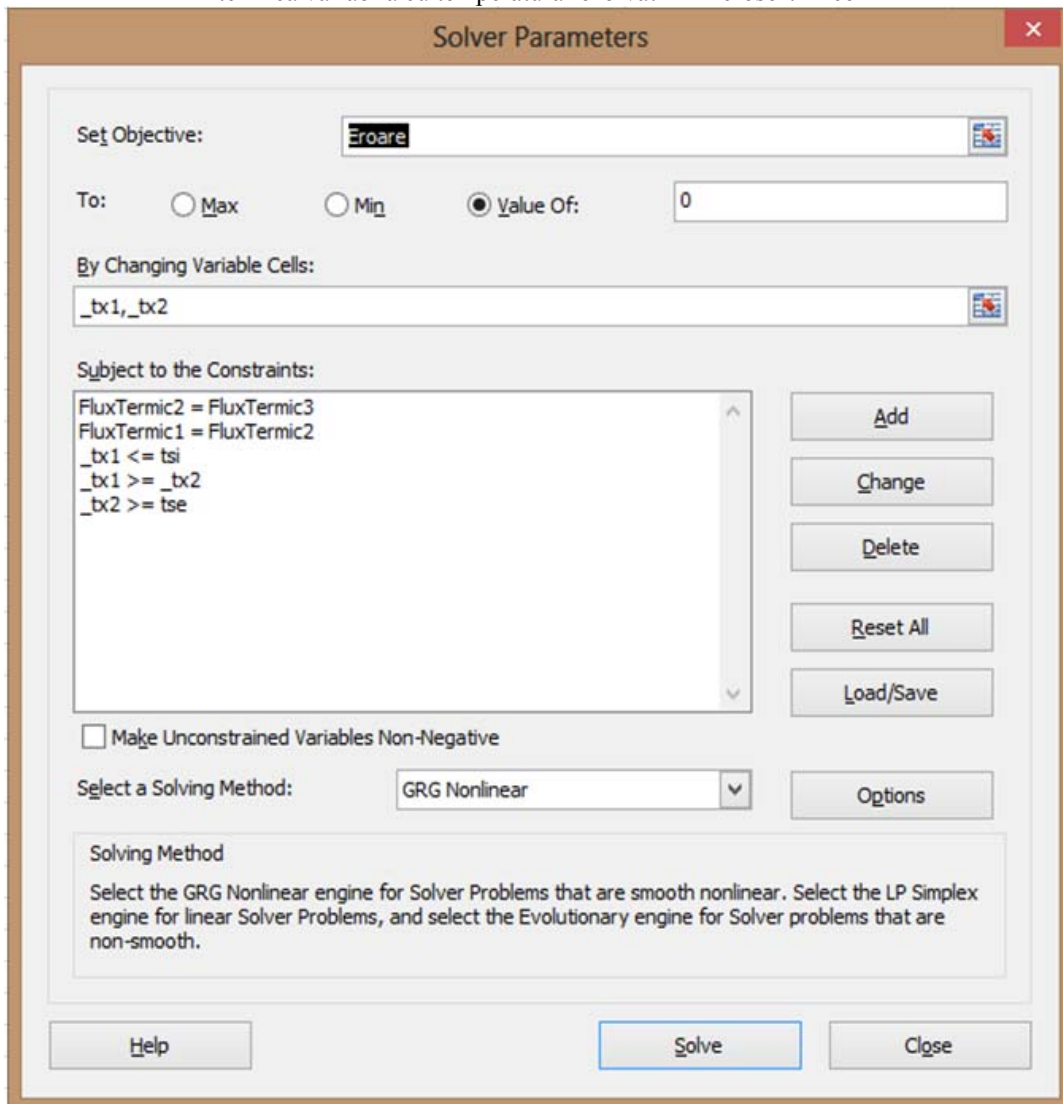 Solver Parameters
Set Objective:
Eroare
To:
Max
Min
Value Of:
0
By Changing Variable Cells:
_tx1,_tx2
Subject to the Constraints:
FluxTermic2 = FluxTermic3
FluxTermic1 = FluxTermic2
_tx1 <= tsi
_tx1 >= _tx2
_tx2 >= tse
Add
Change
Delete
Reset All
Load/Save
Make Unconstrained Variables Non-Negative
Select a Solving Method:
GRG Nonlinear
Options
Solving Method
Select the GRG Nonlinear engine for Solver Problems that are smooth nonlinear. Select the LP Simplex
engine for linear Solver Problems, and select the Evolutionary engine for Solver problems that are
non-smooth.
Help
Solve
Close